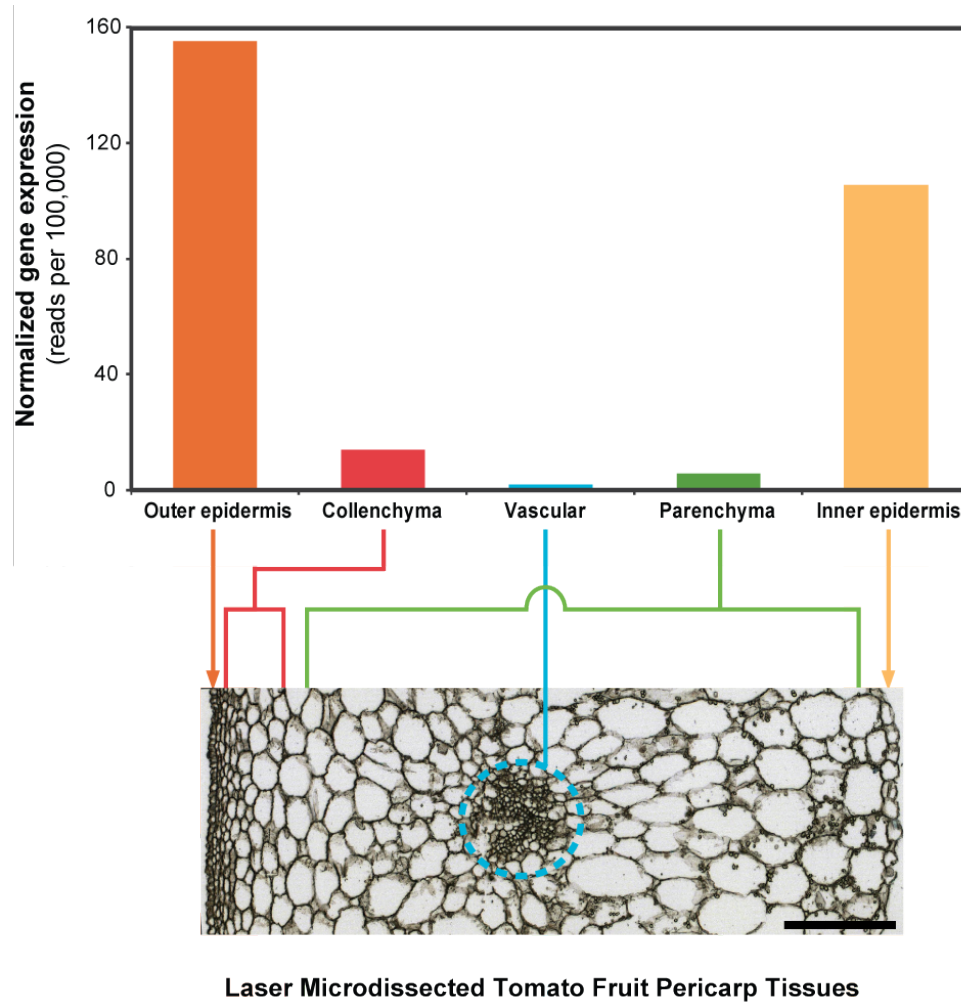 Normalized gene expression
(reads per 100,000)
160
120
80
40
0
Outer epidermis
Collenchyma
Vascular
Parenchyma
Inner epidermis
Laser Microdissected Tomato Fruit Pericarp Tissues